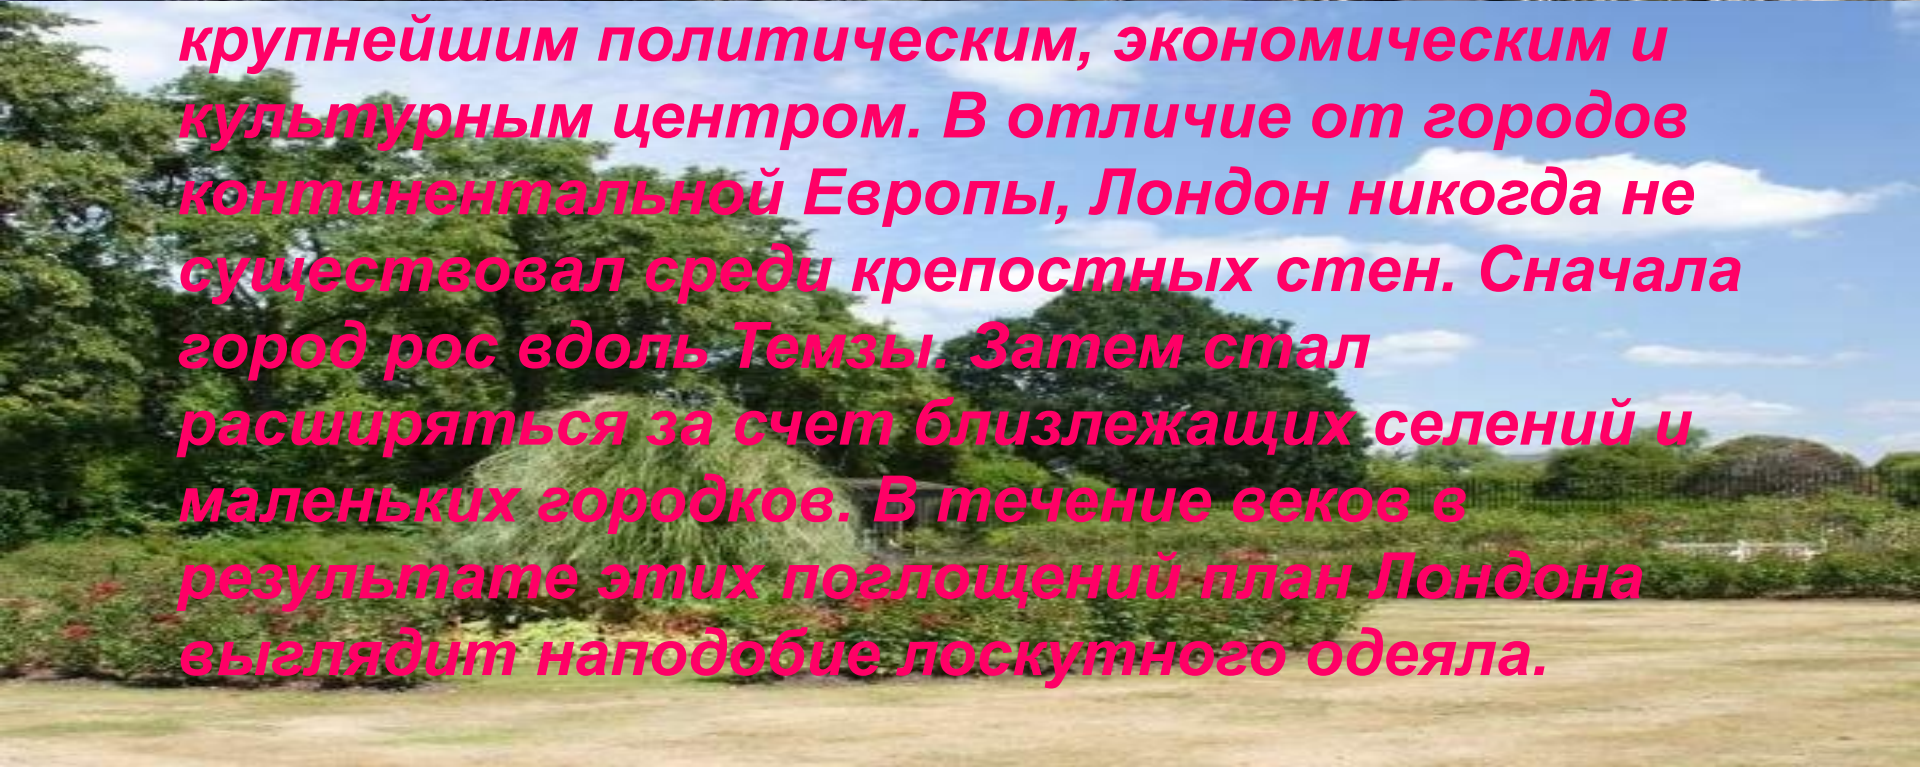 крупнейшим политическим, экономическим и
культурным центром. В отличие от городов
континентальной Европы, Лондон никогда не
существовал среди крепостных стен. Сначала
город рос вдоль Темзы. Затем стал
расширяться за счет близлежащих селений и
маленьких городков. В течение веков в
результате этих поглощений план Лондона
выглядит наподобие лоскутного одеяла.